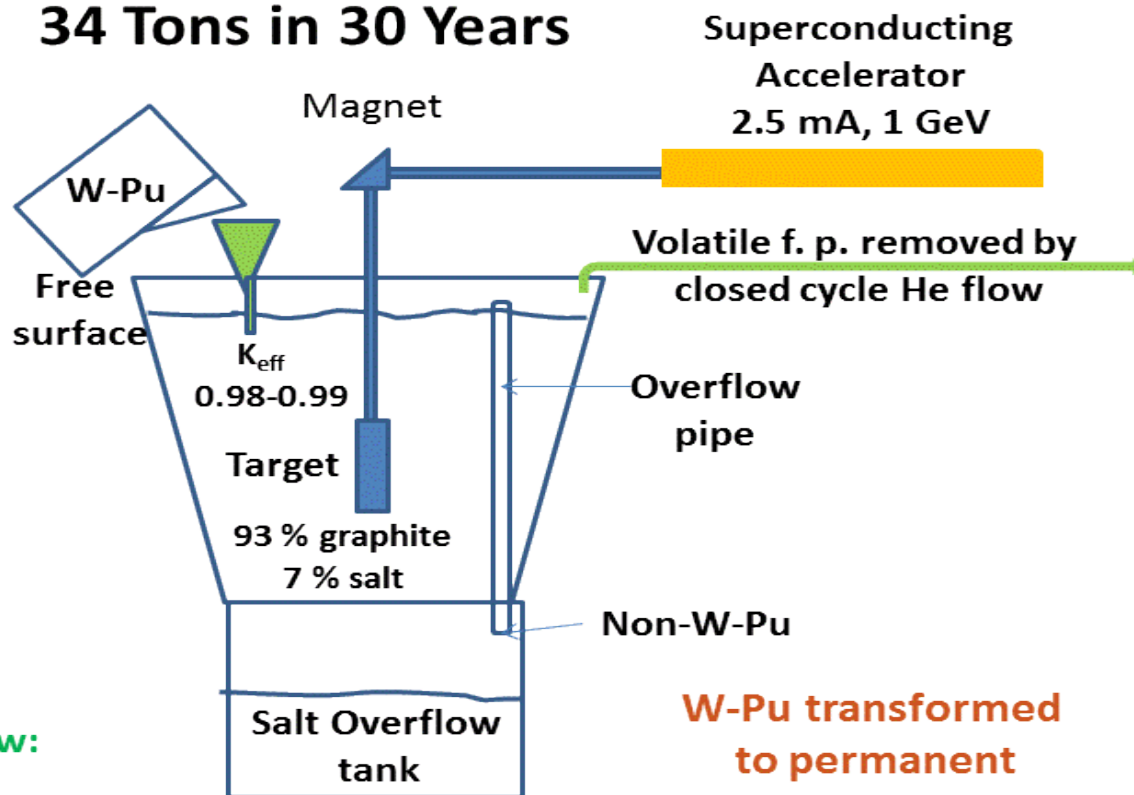 34 Tons in 30 Years
Superconducting
Accelerator
2.5 mA, 1 GeV
Magnet
W-Pu
Volatile f. p. removed by
closed cycle He flow
Free
surface
Keff
0.98-0.99
Overflow
pipe
Target
93 % graphite
7 % salt
Non-W-Pu
Salt Overflow
tank
W-Pu transformed
to permanent
w: